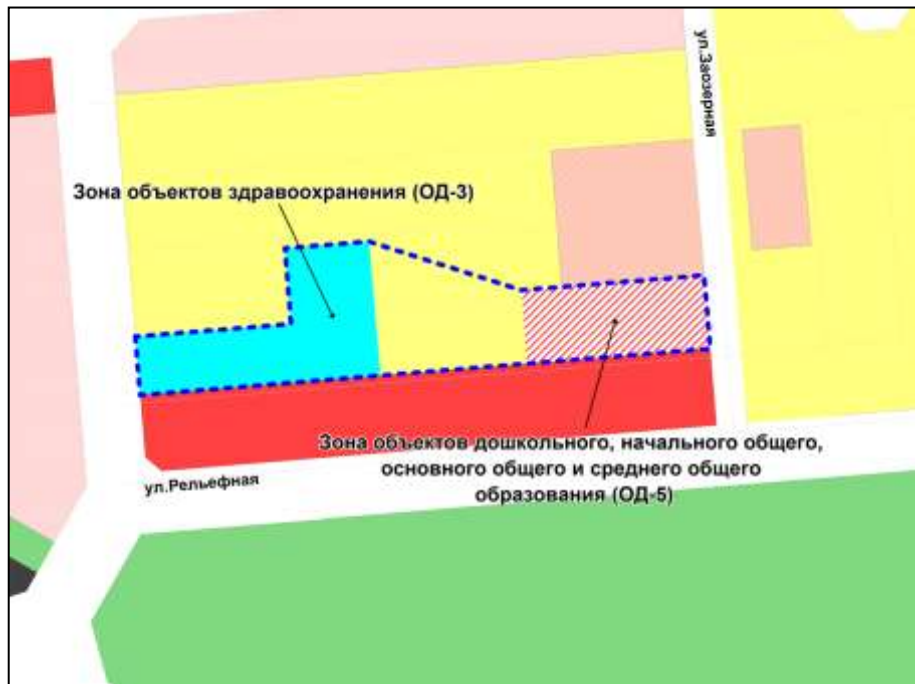 ул.Заозерная
Зона объектов здравоохранения (ОД-3)
Зона объектов дошкольного, начального общего,
основного общего и среднего общего
образования (ОД-5)
ул.Рельефная